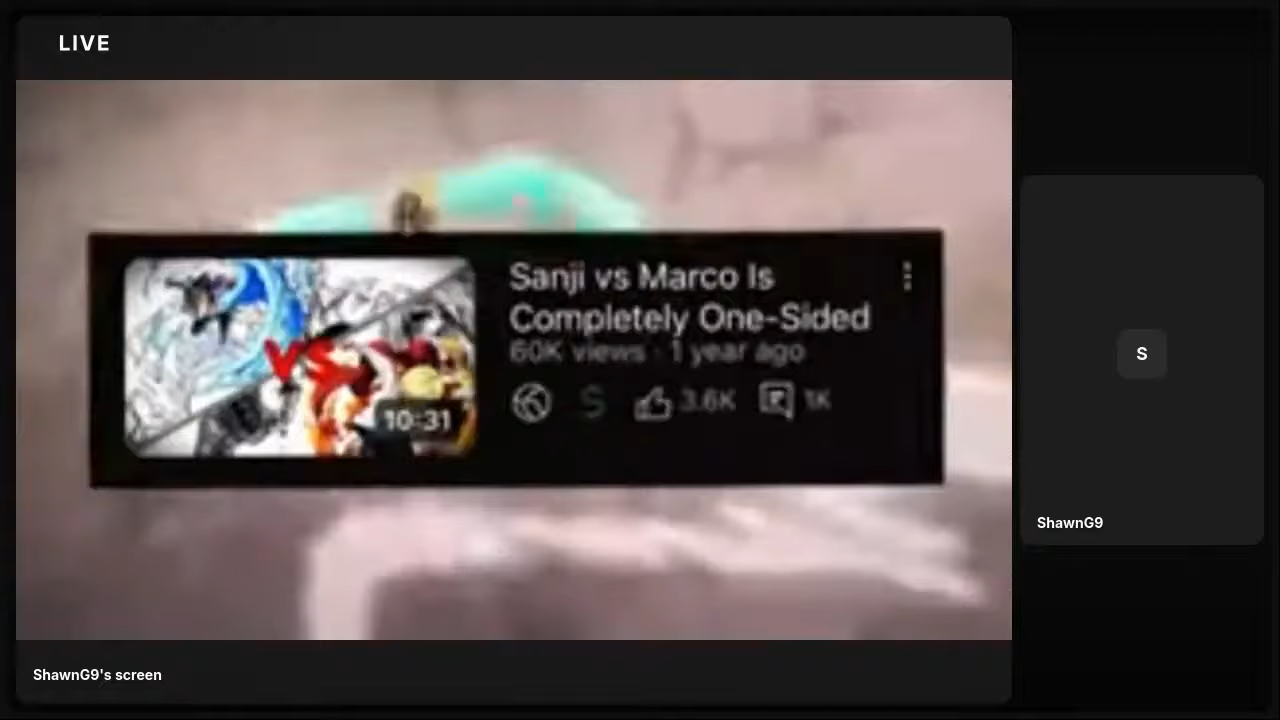 LIVE
Sanji vs Marco Is
Completely One-Sided
60K views · 1 year ago
S 3.6K 1K
VS
10:31
S
ShawnG9
ShawnG9's screen